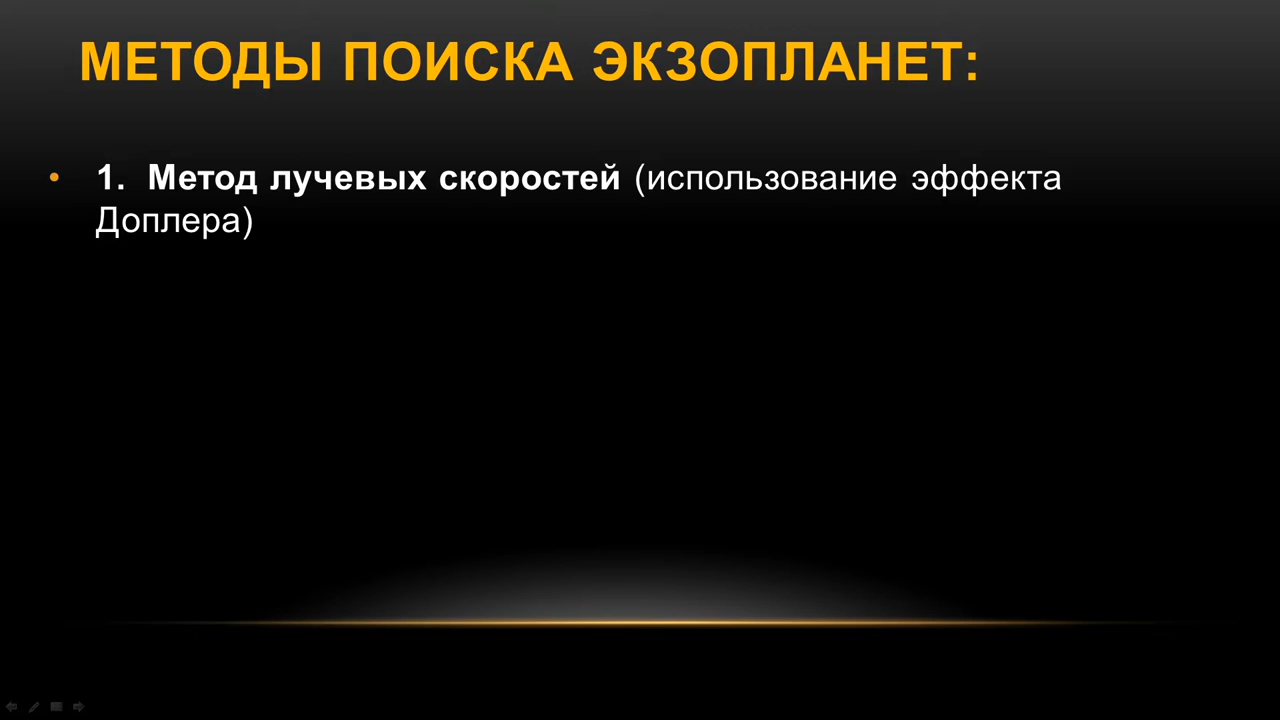 МЕТОДЫ ПОИСКА ЭКЗОПЛАНЕТ:
• 1. Метод лучевых скоростей (использование эффекта
Доплера)